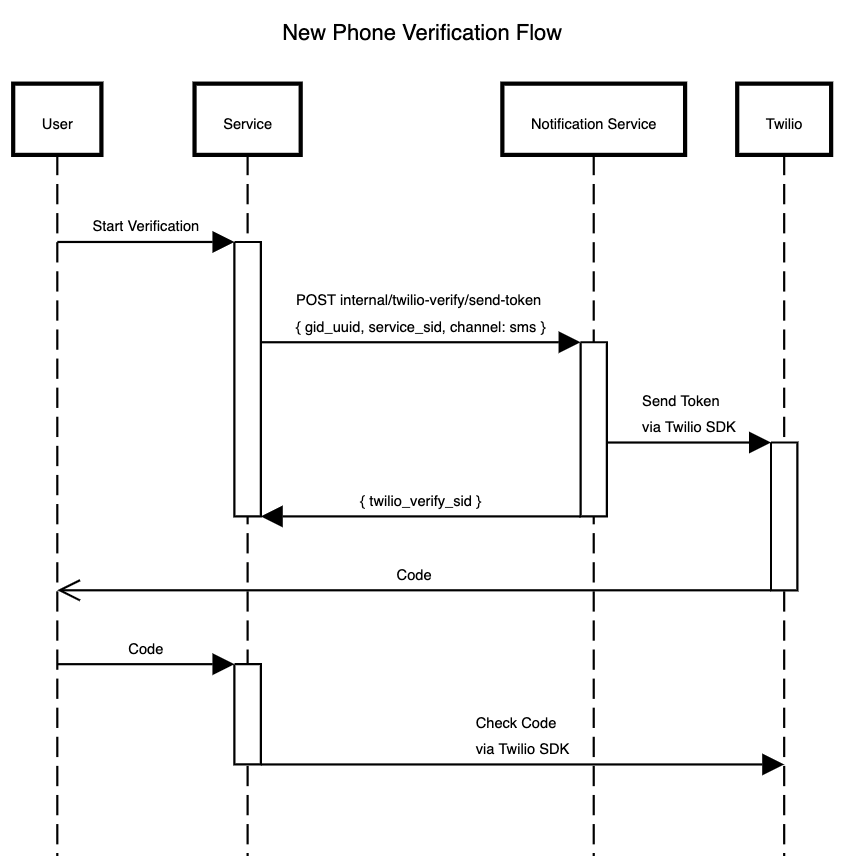 New Phone Verification Flow
User
Service
Notification Service
Twilio
Start Verification
POST internal/twilio-verify/send-token
{ gid_uuid, service_sid, channel: sms }
Send Token
via Twilio SDK
{ twilio_verify_sid }
Code
Code
Check Code
via Twilio SDK